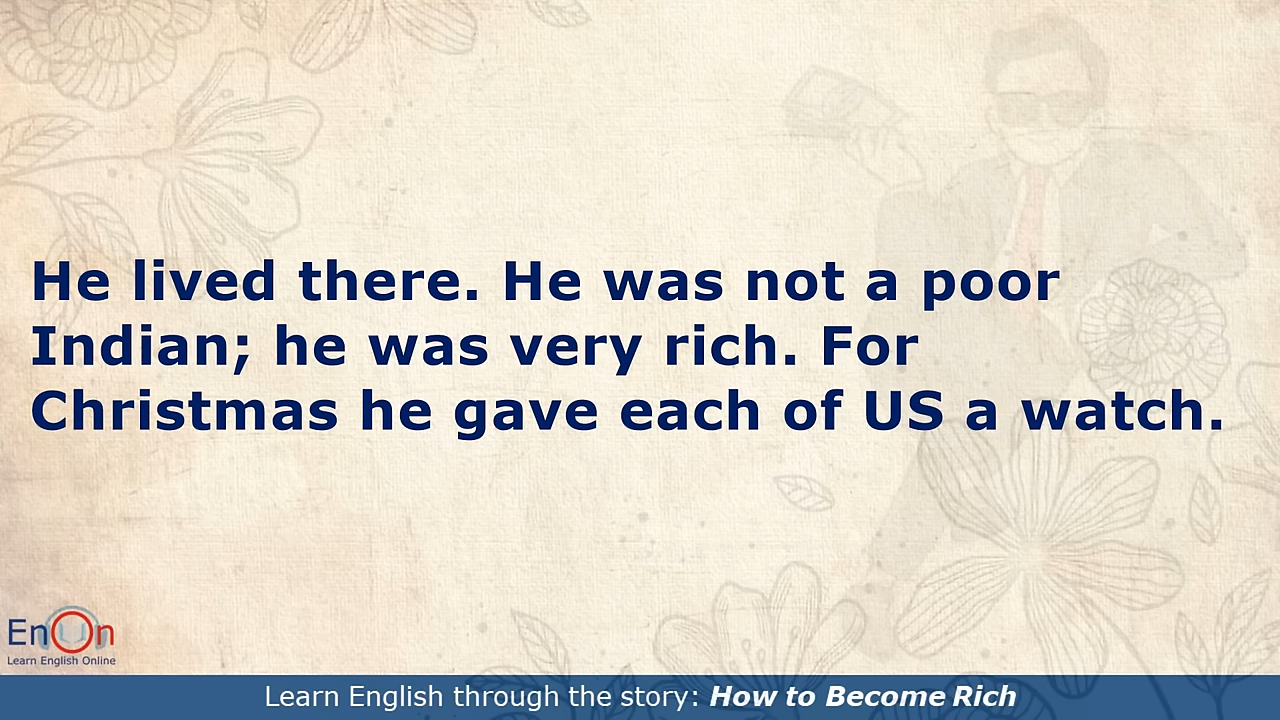 He lived there. He was not a poor
Indian; he was very rich. For
Christmas he gave each of US a watch.
EnOn
Learn English Online
Learn English through the story: How to Become Rich